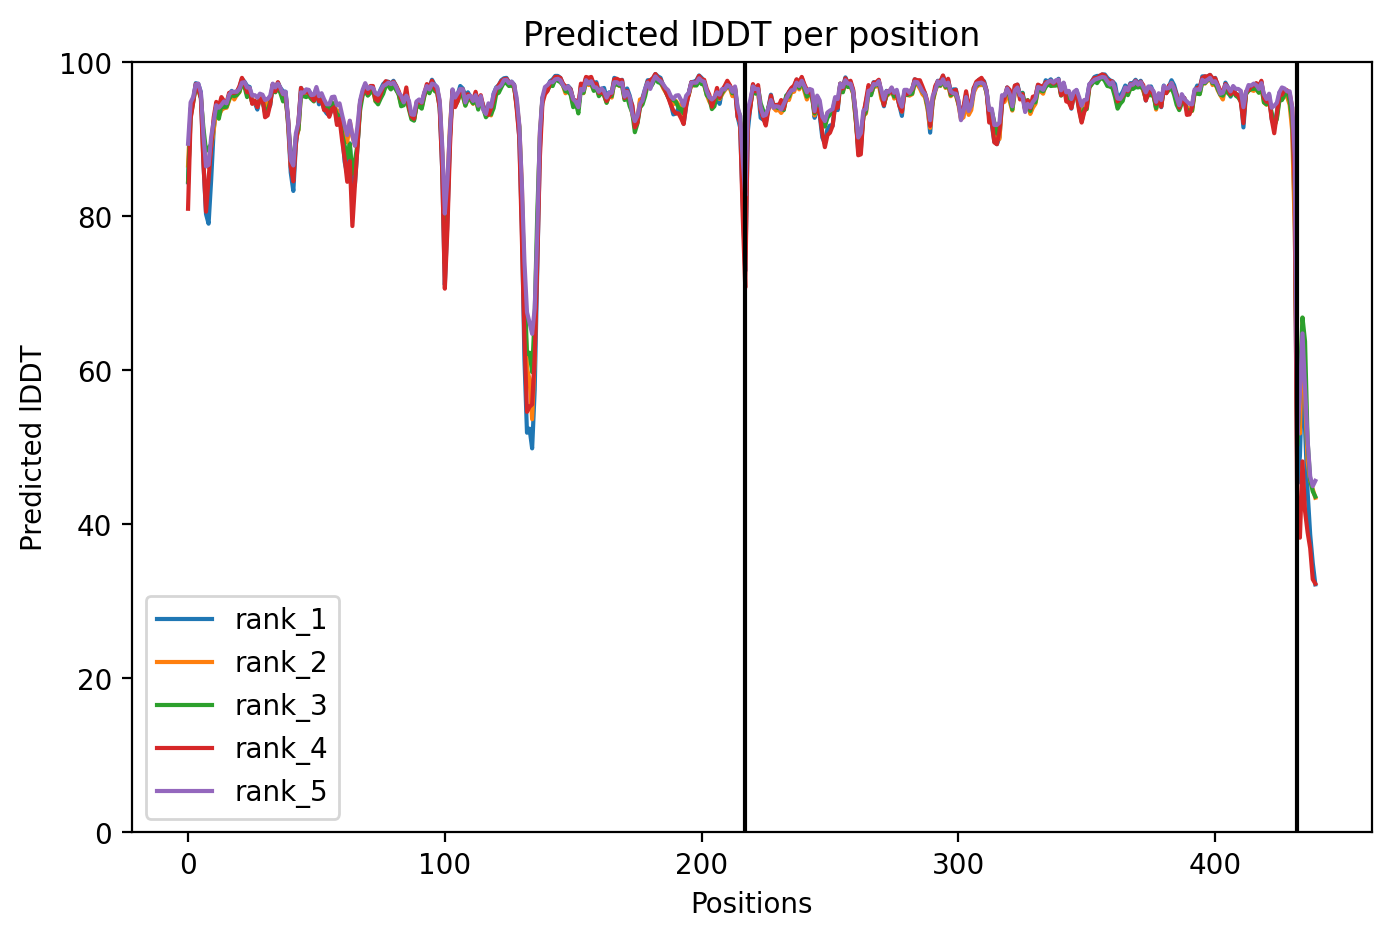 Predicted lDDT per position
Predicted lDDT
100
80
60
40
20
0
rank_1
rank_2
rank_3
rank_4
rank_5
0 100 200 300 400
Positions